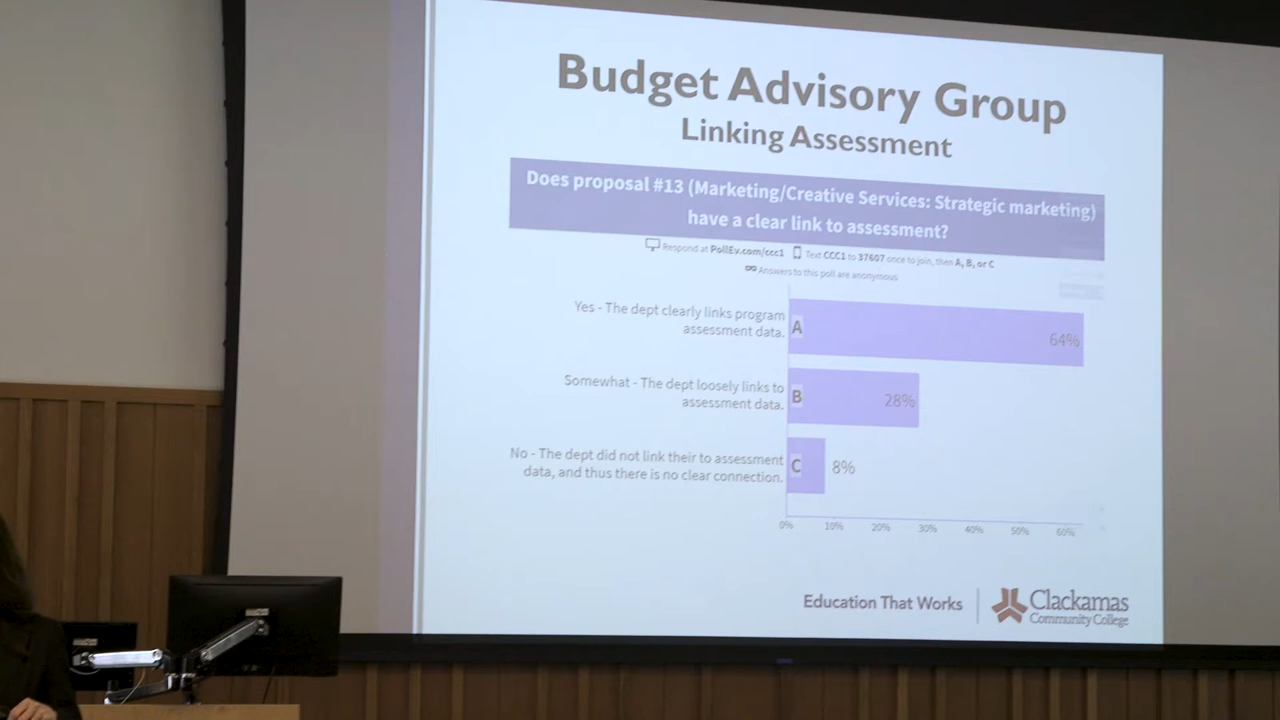 Budget Advisory Group
Linking Assessment
Does proposal #13 (Marketing/Creative Services: Strategic marketing)
have a clear link to assessment?
Respond at PollEv.com/ccc1 Text CCC1 to 37607 once to join, then A, B, or C
Answers to this poll are anonymous
Yes - The dept clearly links program
assessment data.
A
64%
Somewhat - The dept loosely links to
assessment data.
B
28%
No - The dept did not link their to assessment
data, and thus there is no clear connection.
C
8%
0% 10% 20% 30% 40% 50% 60%
Education That Works
Clackamas
Community College